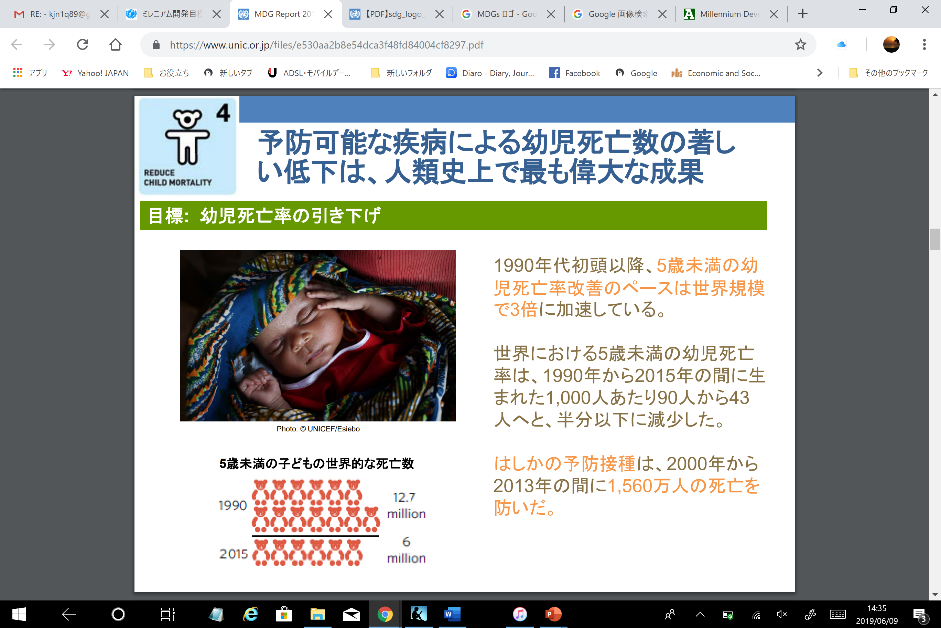 RE: - kjn1q89@g
ミレニアム開発目標
MDG Report 201
[PDF]sdg_logo_
MDGs ロゴ - Goo
Google 画像検索
Millennium Dev
https://www.unic.or.jp/files/e530aa2b8e54dca3f48fd84004cf8297.pdf
アプリ
Yahoo! JAPAN
お役立ち
新しいタブ
ADSL・モバイルデ...
新しいフォルダ
Diaro - Diary, Jour...
Facebook
Google
Economic and Soc...
その他のブックマーク
4
REDUCE
CHILD MORTALITY
予防可能な疾病による幼児死亡数の著し
い低下は、人類史上で最も偉大な成果
目標: 幼児死亡率の引き下げ
Photo: © UNICEF/Esiebo
5歳未満の子どもの世界的な死亡数
1990
12.7
million
2015
6
million
1990年代初頭以降、5歳未満の幼
児死亡率改善のペースは世界規模
で3倍に加速している。
世界における5歳未満の幼児死亡
率は、1990年から2015年の間に生
まれた1,000人あたり90人から43
人へと、半分以下に減少した。
はしかの予防接種は、2000年から
2013年の間に1,560万人の死亡を
防いだ。
14:35
2019/06/09
3